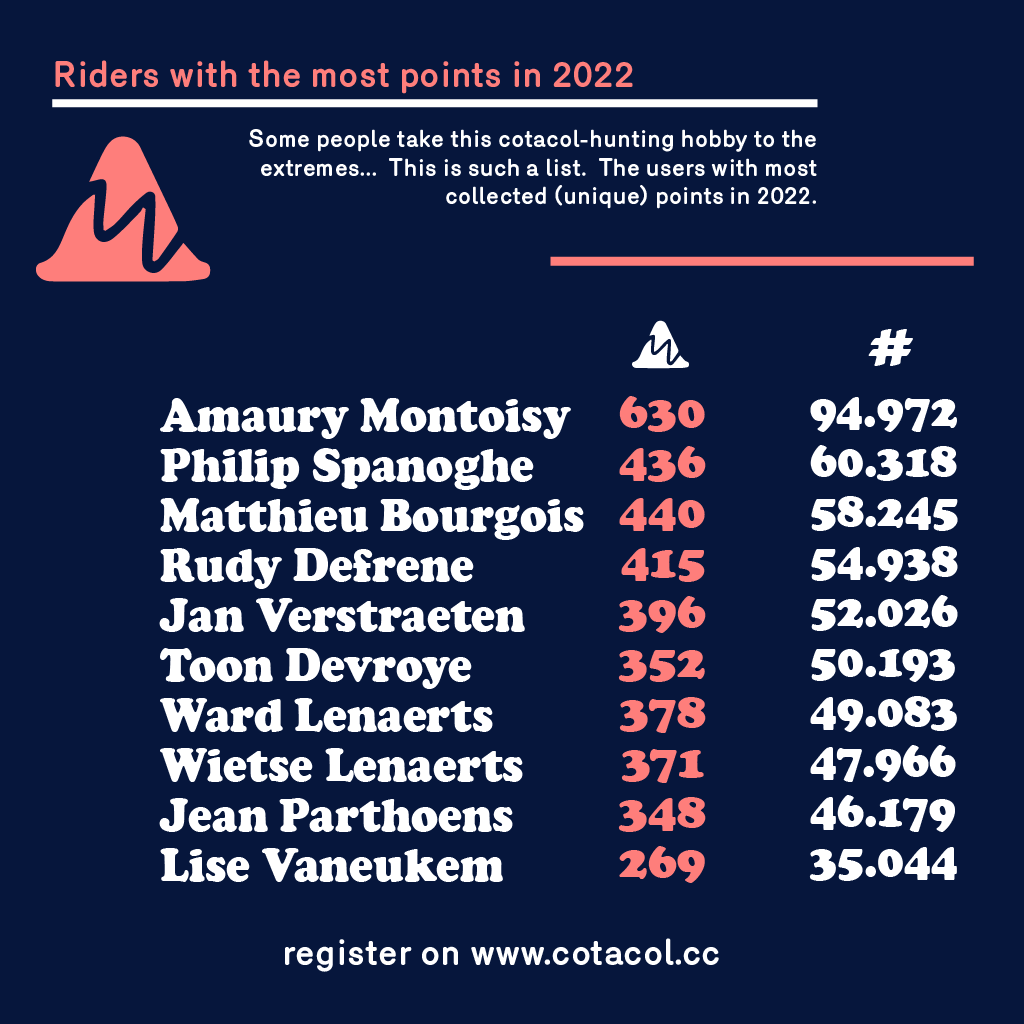 Riders with the most points in 2022
Some people take this cotacol-hunting hobby to the
extremes... This is such a list. The users with most
collected (unique) points in 2022.
#
Amaury Montoisy 630 94.972
Philip Spanoghe 436 60.318
Matthieu Bourgois 440 58.245
Rudy Defrene 415 54.938
Jan Verstraeten 396 52.026
Toon Devroye 352 50.193
Ward Lenaerts 378 49.083
Wietse Lenaerts 371 47.966
Jean Parthoens 348 46.179
Lise Vaneukem 269 35.044
register on www.cotacol.cc